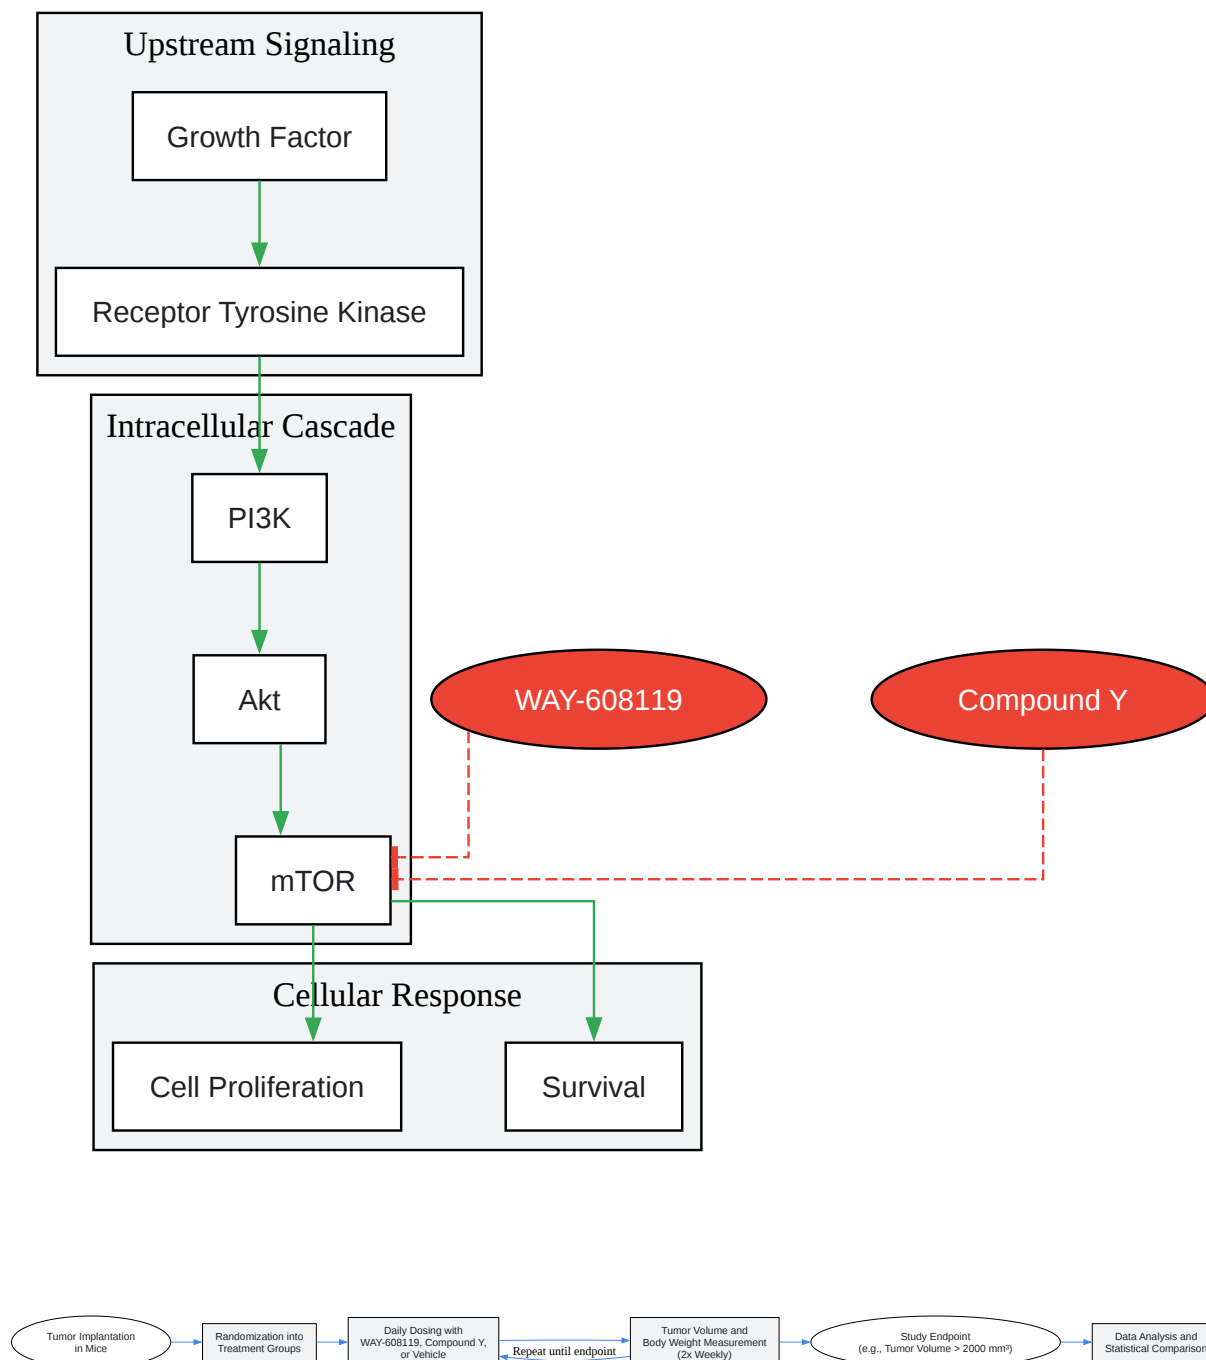 Upstream Signaling
Growth Factor
Receptor Tyrosine Kinase
Intracellular Cascade
PI3K
Akt
WAY-608119
Compound Y
mTOR
Cellular Response
Cell Proliferation
Survival
Tumor Implantation
in Mice
Randomization into
Treatment Groups
Daily Dosing with
WAY-608119, Compound Y,
or Vehicle
Repeat until endpoint
Tumor Volume and
Body Weight Measurement
(2x Weekly)
Study Endpoint
(e.g., Tumor Volume > 2000 mm³)
Data Analysis and
Statistical Comparison